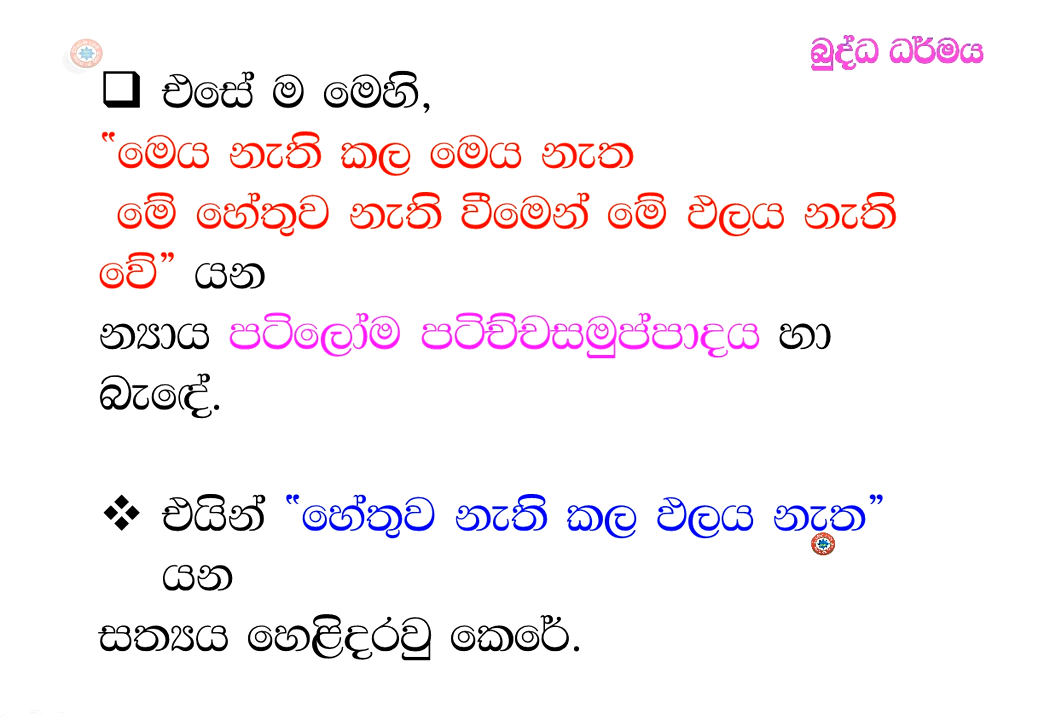 බුද්ධ ධර්මය
එසේ ම මෙහි,
“මෙය නැති කල මෙය නැත
මේ හේතුව නැති වීමෙන් මේ ඵලය නැති
වේ” යන
න්‍යාය පටිලෝම පටිච්චසමුප්පාදය හා
බැඳේ.
එයින් “හේතුව නැති කල ඵලය නැත”
යන
සත්‍යය හෙළිදරවු කෙරේ.